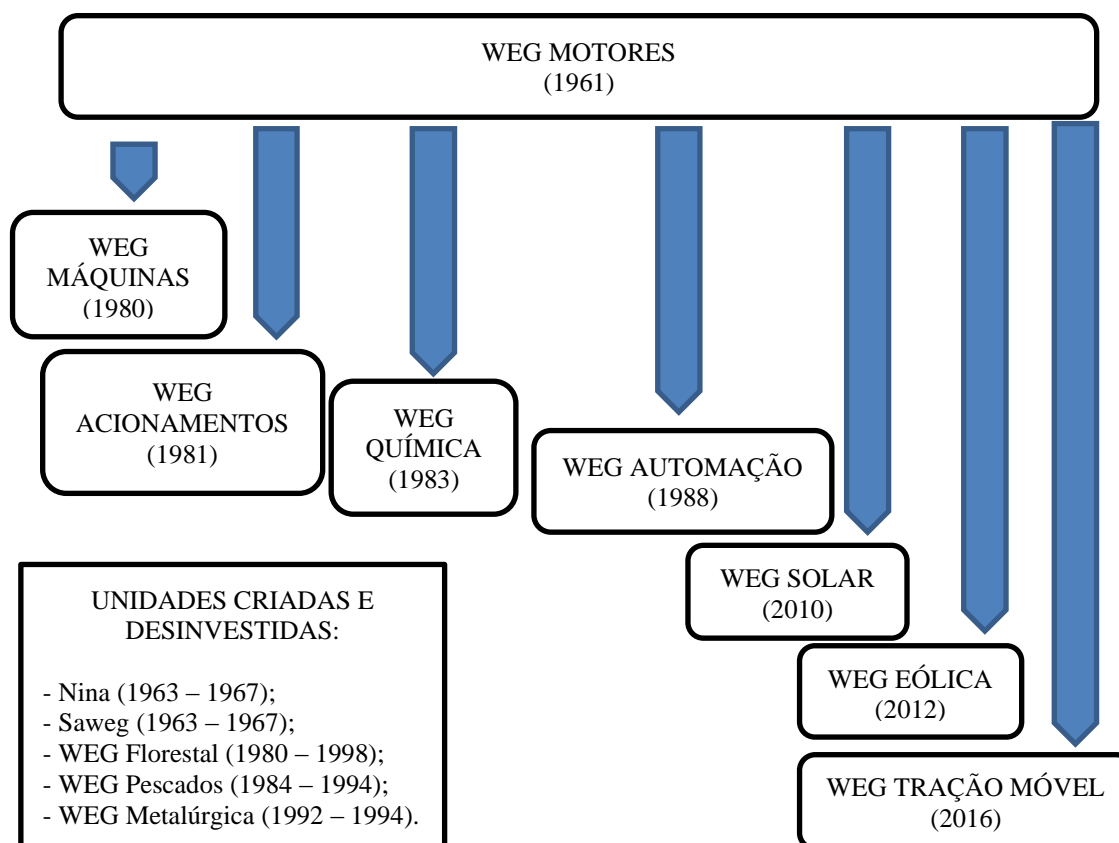 WEG MOTORES
(1961)
WEG
MÁQUINAS
(1980)
WEG
ACIONAMENTOS
(1981)
WEG
QUÍMICA
(1983)
WEG AUTOMAÇÃO
(1988)
WEG SOLAR
(2010)
WEG EÓLICA
(2012)
WEG TRAÇÃO MÓVEL
(2016)
UNIDADES CRIADAS E
DESINVESTIDAS:
- Nina (1963 – 1967);
- Saweg (1963 – 1967);
- WEG Florestal (1980 – 1998);
- WEG Pescados (1984 – 1994);
- WEG Metalúrgica (1992 – 1994).